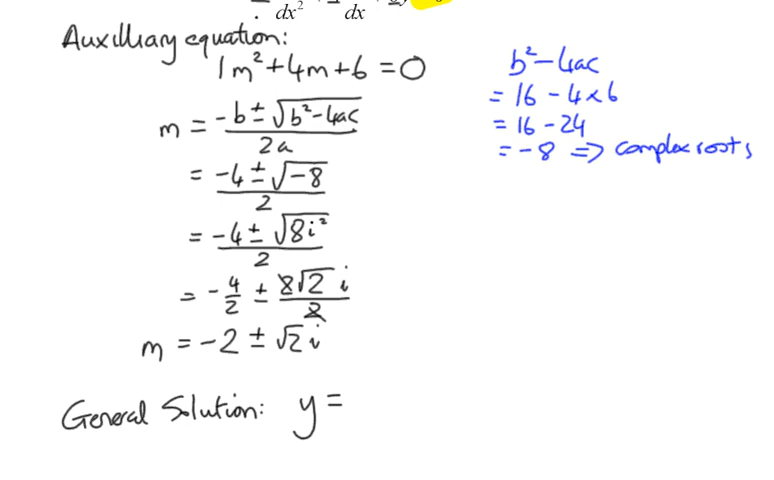 dx² dx
Auxilliary equation:
1m²+4m+6=0
m = (-b±√(b²-4ac))/2a
= (-4±√-8)/2
= (-4±√(8i²))/2
= -4/2 ± 8√2 i/2
m = -2 ± √2 i
General Solution: y =
b²-4ac
= 16 - 4×6
= 16 - 24
= -8 ⇒ complex roots